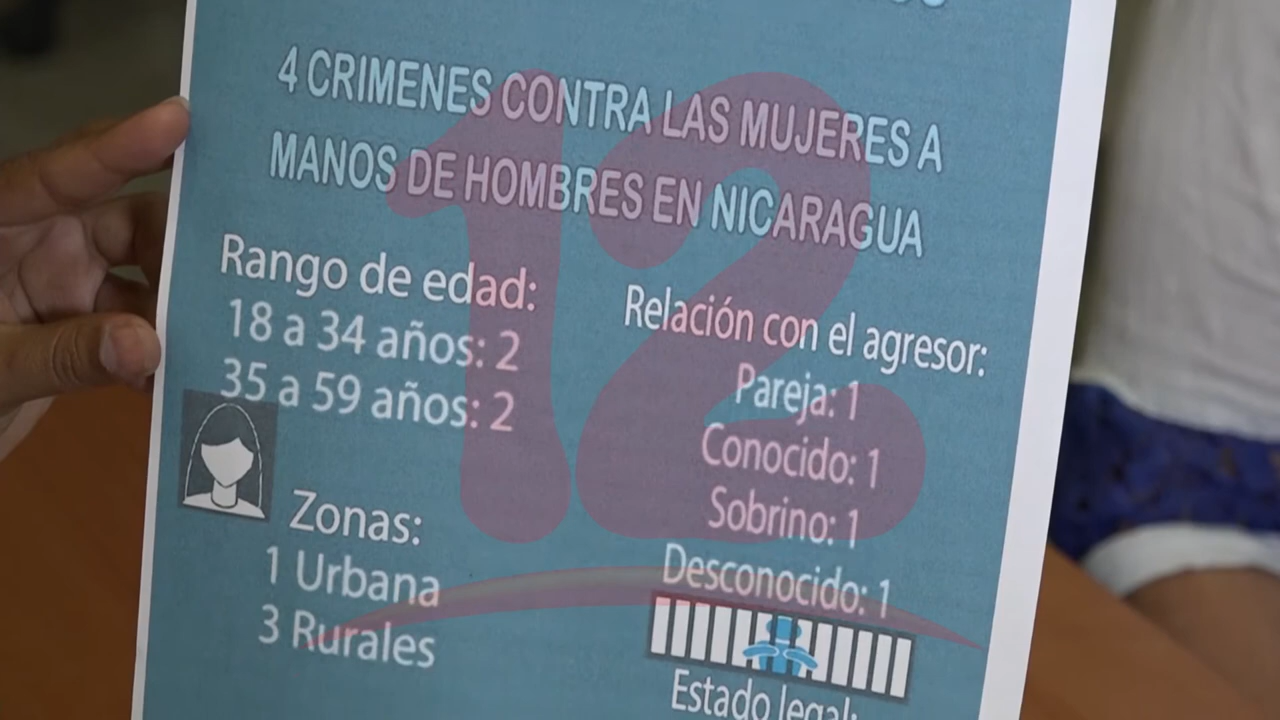 4 CRIMENES CONTRA LAS MUJERES A
MANOS DE HOMBRES EN NICARAGUA
Rango de edad:
18 a 34 años: 2
35 a 59 años: 2
Zonas:
1 Urbana
3 Rurales
Relación con el agresor:
Pareja: 1
Conocido: 1
Sobrino: 1
Desconocido: 1
Estado legal:
12